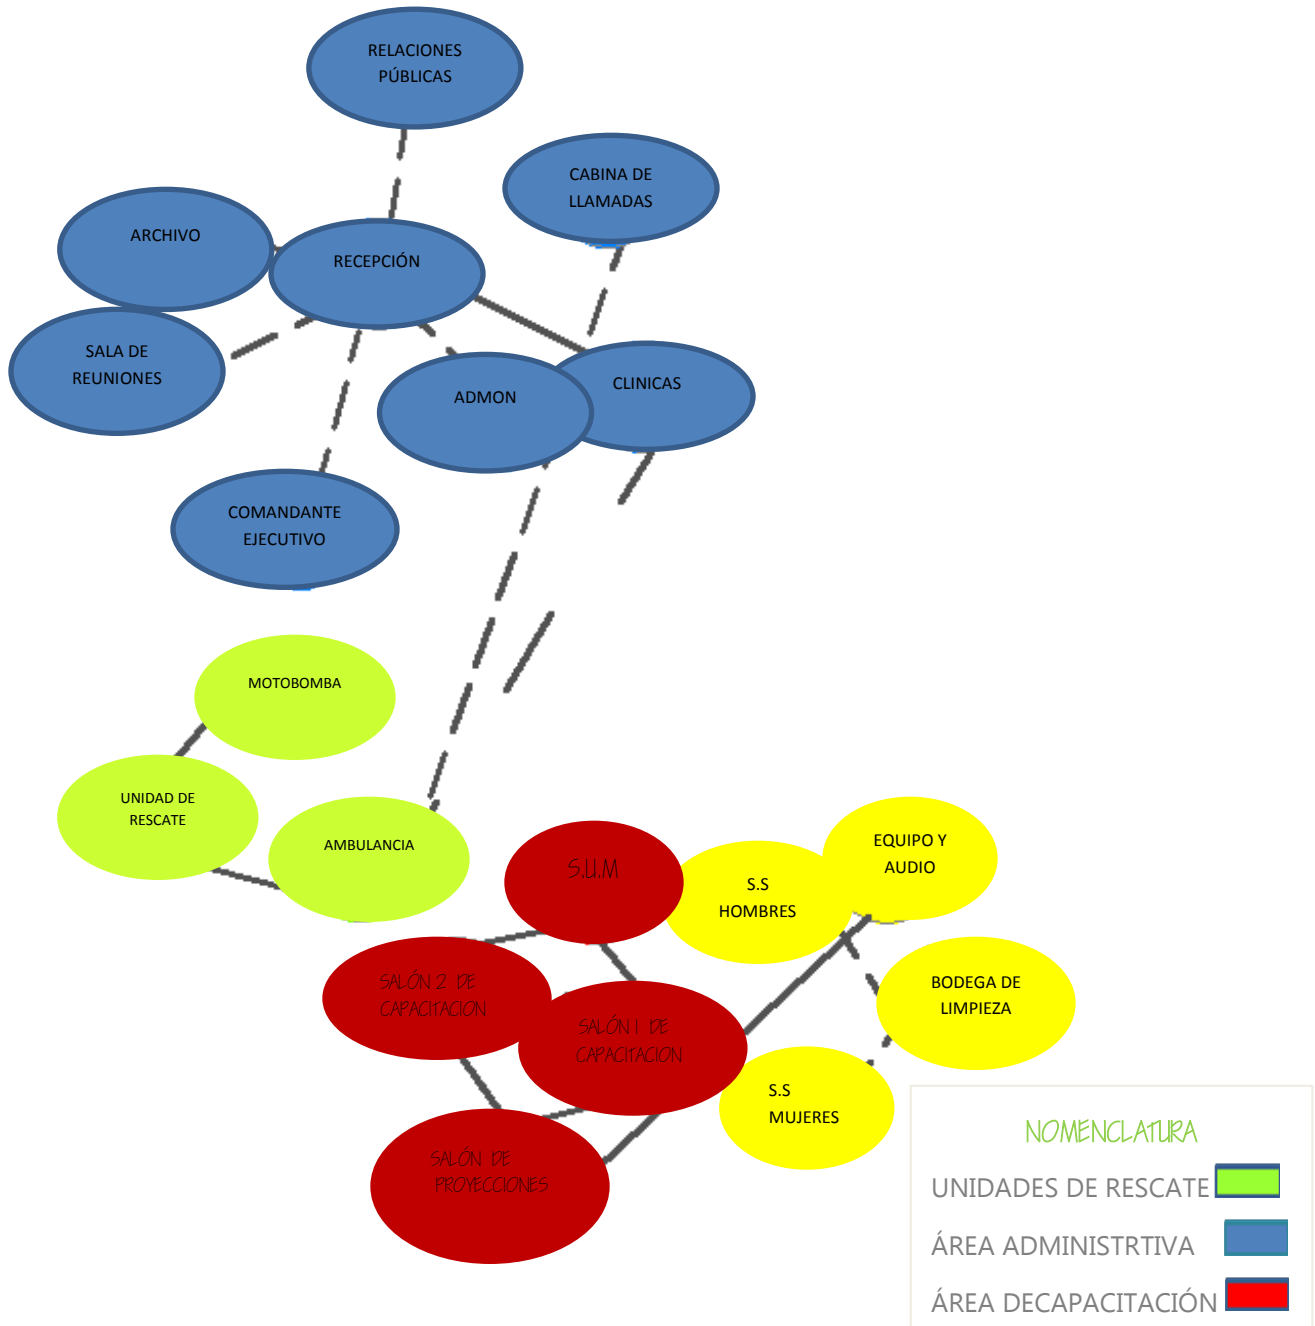 RELACIONES
PÚBLICAS
CABINA DE
LLAMADAS
ARCHIVO
RECEPCIÓN
SALA DE
REUNIONES
ADMON
CLINICAS
COMANDANTE
EJECUTIVO
MOTOBOMBA
UNIDAD DE
RESCATE
AMBULANCIA
S.U.M
S.S
HOMBRES
EQUIPO Y
AUDIO
SALÓN 2 DE
CAPACITACION
SALÓN 1 DE
CAPACITACION
BODEGA DE
LIMPIEZA
S.S
MUJERES
SALÓN DE
PROYECCIONES
NOMENCLATURA
UNIDADES DE RESCATE
ÁREA ADMINISTRTIVA
ÁREA DECAPACITACIÓN